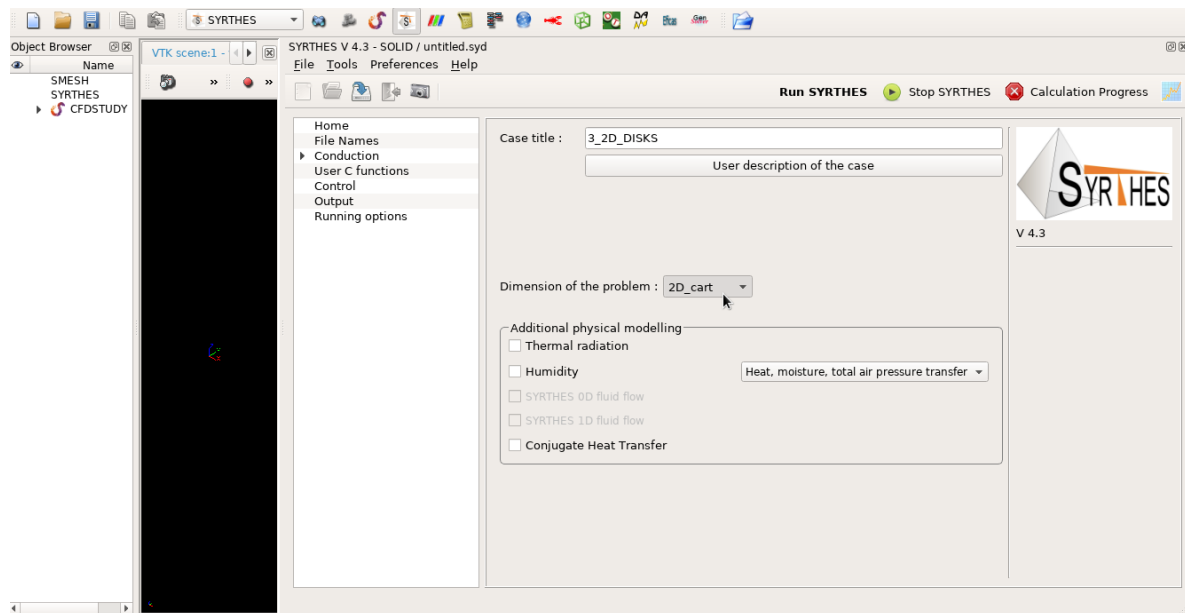 SYRTHES
Object Browser
Name
SMESH
SYRTHES
CFDSTUDY
VTK scene:1 -
SYRTHES V 4.3 - SOLID / untitled.syd
File Tools Preferences Help
Run SYRTHES Stop SYRTHES Calculation Progress
Home
File Names
Conduction
User C functions
Control
Output
Running options
Case title : 3_2D_DISKS
User description of the case
Dimension of the problem : 2D_cart
Additional physical modelling
Thermal radiation
Humidity Heat, moisture, total air pressure transfer
SYRTHES 0D fluid flow
SYRTHES 1D fluid flow
Conjugate Heat Transfer
SYRTHES
V 4.3